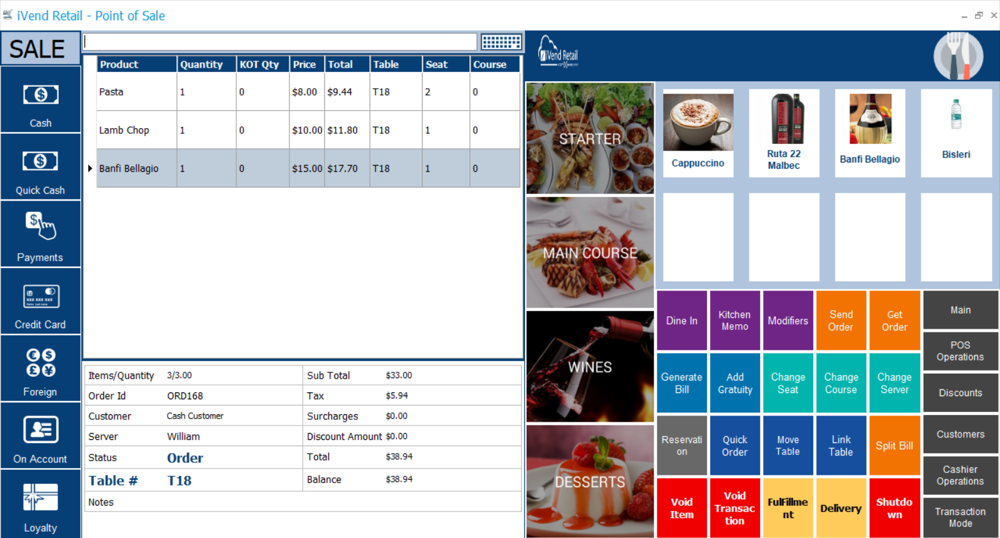 iVend Retail - Point of Sale
SALE
Cash
Quick Cash
Payments
Credit Card
Foreign
On Account
Loyalty
Product Quantity KOT Qty Price Total Table Seat Course
Pasta 1 0 $8.00 $9.44 T18 2 0
Lamb Chop 1 0 $10.00 $11.80 T18 1 0
Banfi Bellagio 1 0 $15.00 $17.70 T18 1 0
Items/Quantity 3/3.00 Sub Total $33.00
Order Id ORD168 Tax $5.94
Customer Cash Customer Surcharges $0.00
Server William Discount Amount $0.00
Status Order Total $38.94
Table # T18 Balance $38.94
Notes
iVend Retail
STARTER
MAIN COURSE
WINES
DESSERTS
Cappuccino
Ruta 22
Malbec
Banfi Bellagio
Bisleri
Dine In
Kitchen
Memo
Modifiers
Send
Order
Get
Order
Generate
Bill
Add
Gratuity
Change
Seat
Change
Course
Change
Server
Reservati
on
Quick
Order
Move
Table
Link
Table
Split Bill
Void
Item
Void
Transac
tion
FulFillme
nt
Delivery
Shutdo
wn
Main
POS
Operations
Discounts
Customers
Cashier
Operations
Transaction
Mode